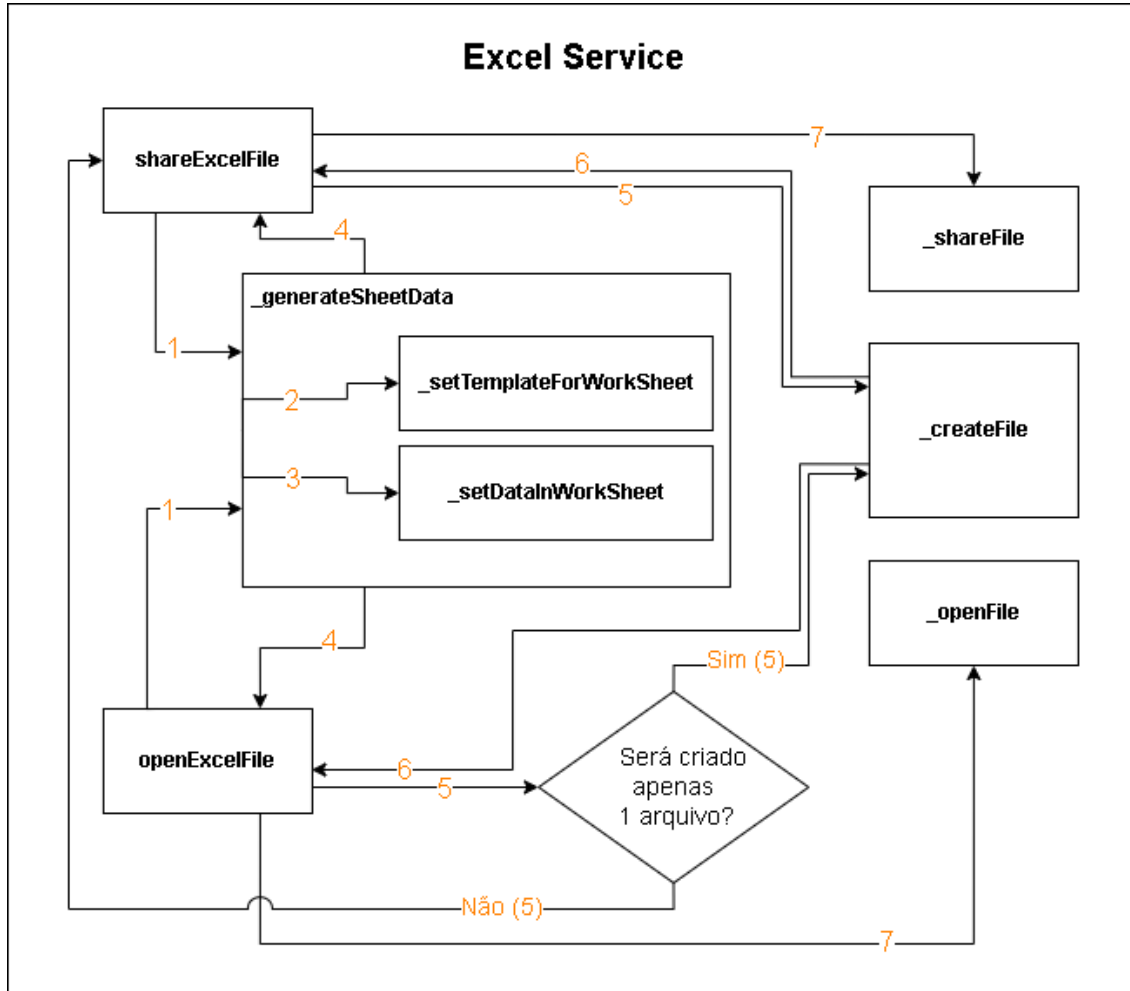 Excel Service
shareExcelFile
7
6
5
_shareFile
4
_generateSheetData
1
_setTemplateForWorkSheet
2
_createFile
3
_setDataInWorkSheet
1
_openFile
4
Sim (5)
openExcelFile
6
5
Será criado
apenas
1 arquivo?
Não (5)
7